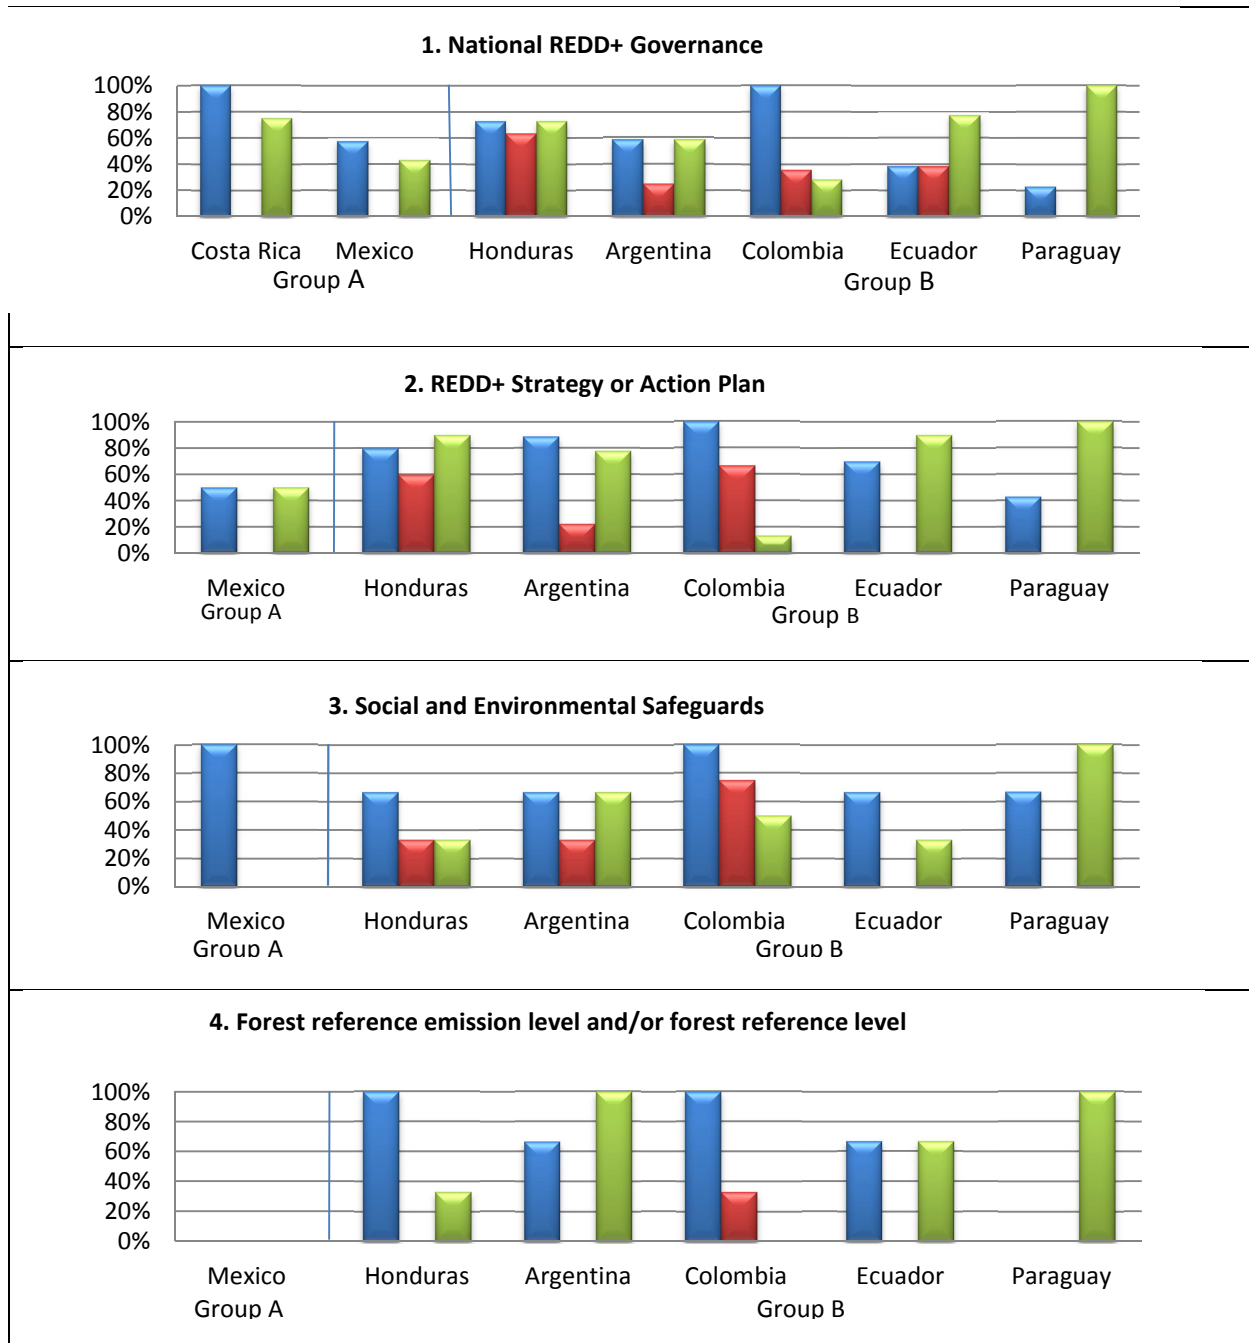 1. National REDD+ Governance
100%
80%
60%
40%
20%
0%
Costa Rica Mexico Honduras Argentina Colombia Ecuador Paraguay
Group A Group B
2. REDD+ Strategy or Action Plan
100%
80%
60%
40%
20%
0%
Mexico Honduras Argentina Colombia Ecuador Paraguay
Group A Group B
3. Social and Environmental Safeguards
100%
80%
60%
40%
20%
0%
Mexico Honduras Argentina Colombia Ecuador Paraguay
Group A Group B
4. Forest reference emission level and/or forest reference level
100%
80%
60%
40%
20%
0%
Mexico Honduras Argentina Colombia Ecuador Paraguay
Group A Group B